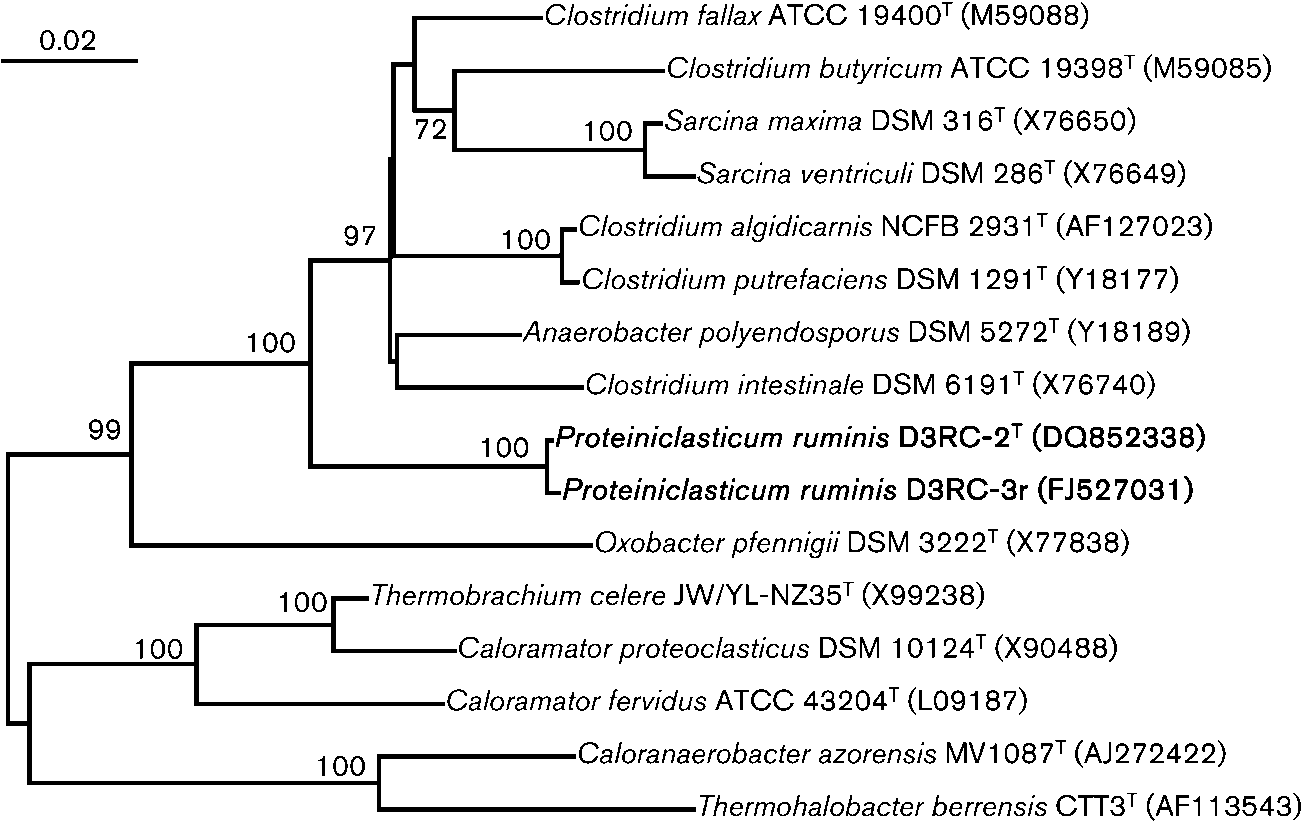 Clostridium fallax ATCC 19400ᵀ (M59088)
0.02
Clostridium butyricum ATCC 19398ᵀ (M59085)
72
100
Sarcina maxima DSM 316ᵀ (X76650)
Sarcina ventriculi DSM 286ᵀ (X76649)
97
100
Clostridium algidicarnis NCFB 2931ᵀ (AF127023)
Clostridium putrefaciens DSM 1291ᵀ (Y18177)
100
Anaerobacter polyendosporus DSM 5272ᵀ (Y18189)
Clostridium intestinale DSM 6191ᵀ (X76740)
99
100
Proteiniclasticum ruminis D3RC-2ᵀ (DQ852338)
Proteiniclasticum ruminis D3RC-3r (FJ527031)
Oxobacter pfennigii DSM 3222ᵀ (X77838)
100
Thermobrachium celere JW/YL-NZ35ᵀ (X99238)
100
Caloramator proteoclasticus DSM 10124ᵀ (X90488)
Caloramator fervidus ATCC 43204ᵀ (L09187)
100
Caloranaerobacter azorensis MV1087ᵀ (AJ272422)
Thermohalobacter berrensis CTT3ᵀ (AF113543)